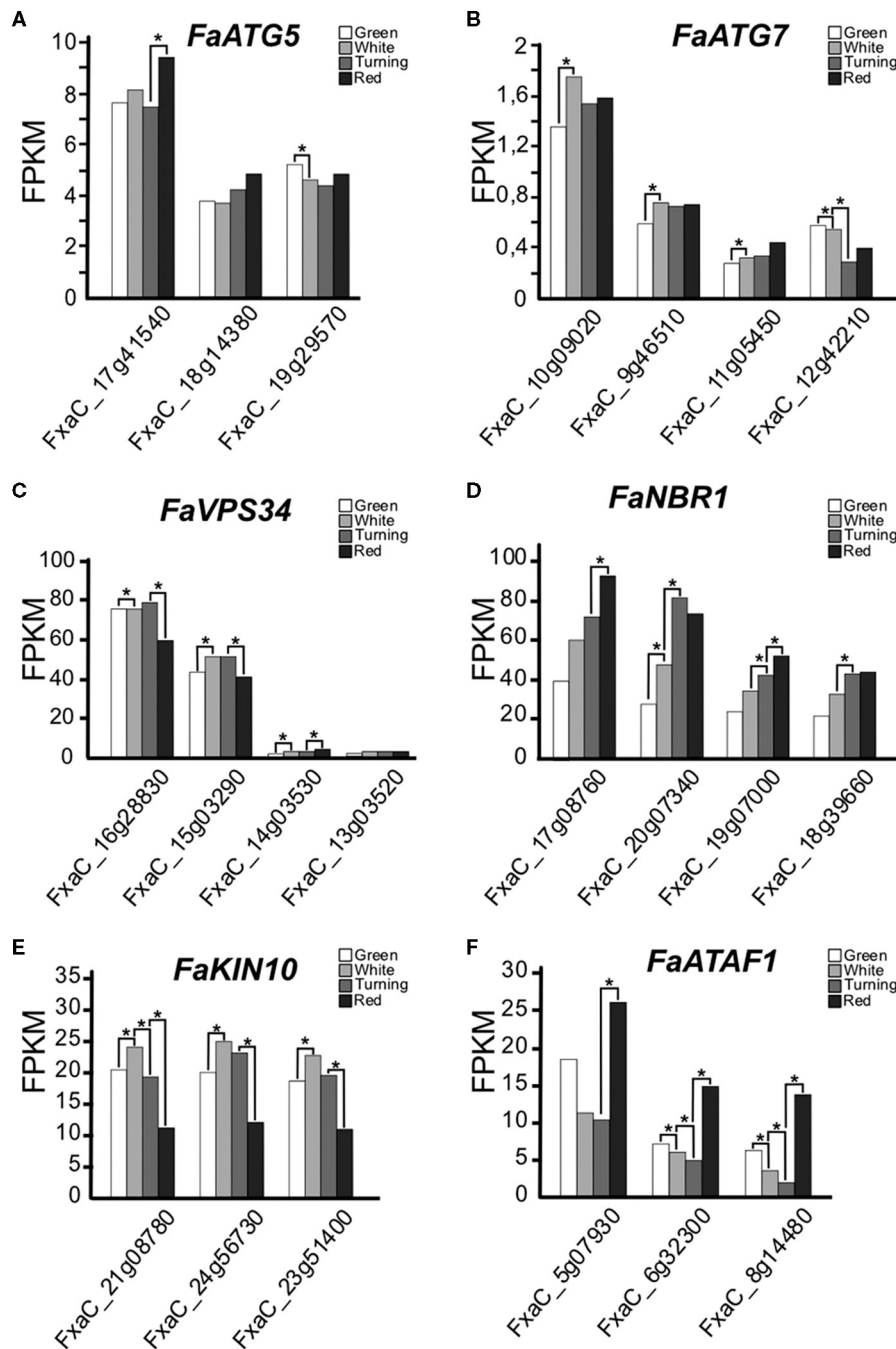 A
FaATG5
Green
White
Turning
Red
FPKM
10
8
6
4
2
0
*
*
FxaC_17g41540
FxaC_18g14380
FxaC_19g29570
B
FaATG7
Green
White
Turning
Red
FPKM
2
1,6
1,2
0,8
0,4
0
*
*
*
*
*
FxaC_10g09020
FxaC_9g46510
FxaC_11g05450
FxaC_12g42210
C
FaVPS34
Green
White
Turning
Red
FPKM
100
80
60
40
20
0
*
*
*
*
*
*
FxaC_16g28830
FxaC_15g03290
FxaC_14g03530
FxaC_13g03520
D
FaNBR1
Green
White
Turning
Red
FPKM
100
80
60
40
20
0
*
*
*
*
*
*
FxaC_17g08760
FxaC_20g07340
FxaC_19g07000
FxaC_18g39660
E
FaKIN10
Green
White
Turning
Red
FPKM
35
30
25
20
15
10
5
0
*
*
*
*
*
*
*
FxaC_21g08780
FxaC_24g56730
FxaC_23g51400
F
FaATAF1
Green
White
Turning
Red
FPKM
30
25
20
15
10
5
0
*
*
*
*
*
*
*
FxaC_5g07930
FxaC_6g32300
FxaC_8g14480